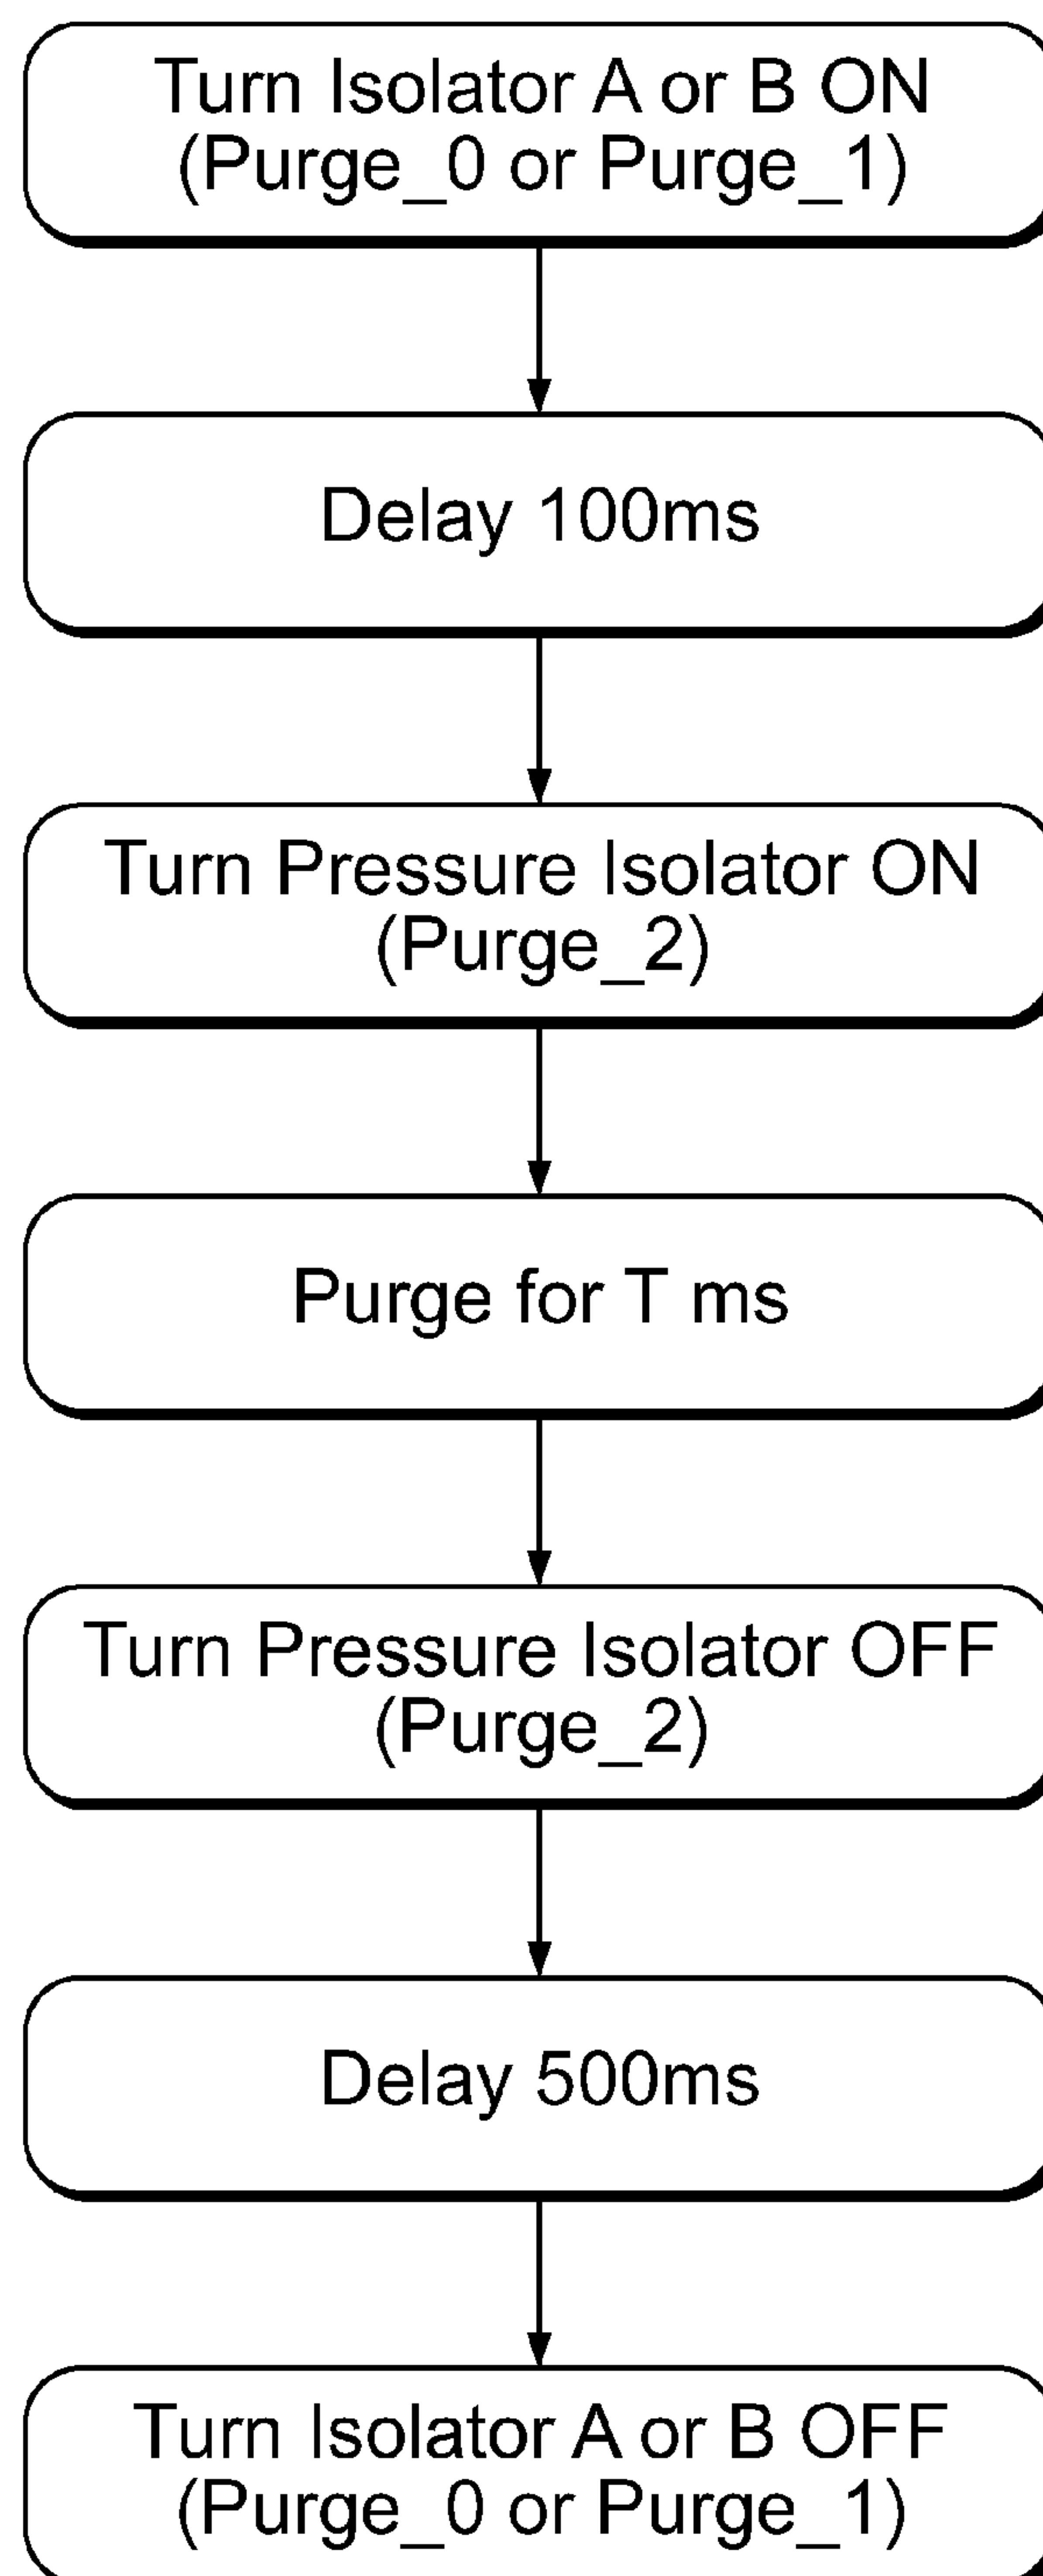 Turn Isolator A or B ON
(Purge_0 or Purge_1)
Delay 100ms
Turn Pressure Isolator ON
(Purge_2)
Purge for T ms
Turn Pressure Isolator OFF
(Purge_2)
Delay 500ms
Turn Isolator A or B OFF
(Purge_0 or Purge_1)